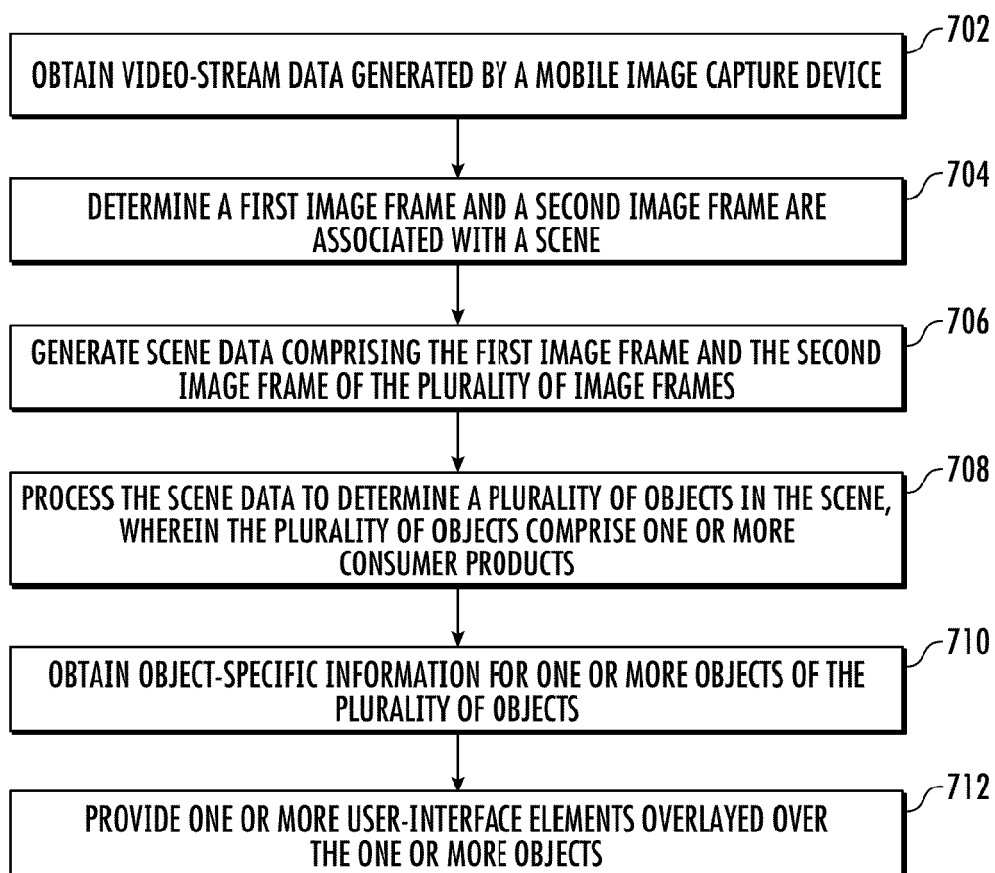 702
OBTAIN VIDEO-STREAM DATA GENERATED BY A MOBILE IMAGE CAPTURE DEVICE
704
DETERMINE A FIRST IMAGE FRAME AND A SECOND IMAGE FRAME ARE
ASSOCIATED WITH A SCENE
706
GENERATE SCENE DATA COMPRISING THE FIRST IMAGE FRAME AND THE SECOND
IMAGE FRAME OF THE PLURALITY OF IMAGE FRAMES
708
PROCESS THE SCENE DATA TO DETERMINE A PLURALITY OF OBJECTS IN THE SCENE,
WHEREIN THE PLURALITY OF OBJECTS COMPRISE ONE OR MORE
CONSUMER PRODUCTS
710
OBTAIN OBJECT-SPECIFIC INFORMATION FOR ONE OR MORE OBJECTS OF THE
PLURALITY OF OBJECTS
712
PROVIDE ONE OR MORE USER-INTERFACE ELEMENTS OVERLAYED OVER
THE ONE OR MORE OBJECTS